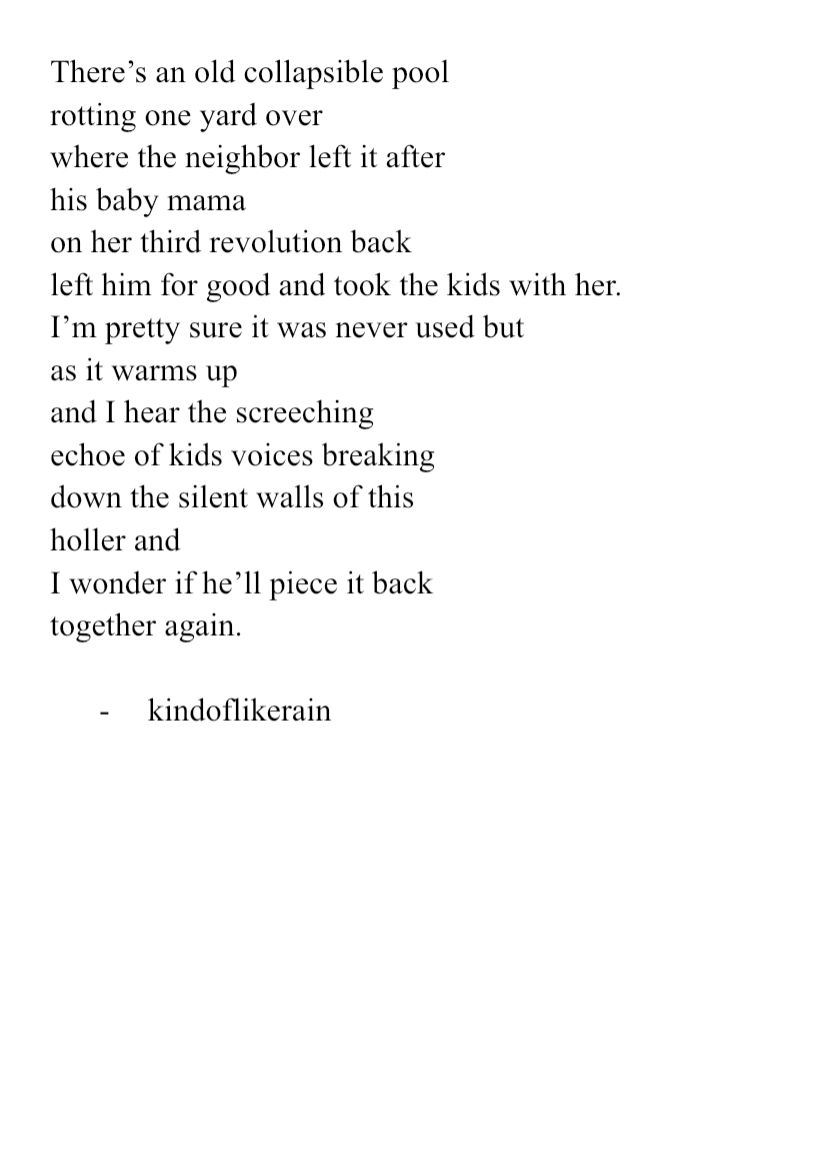 There’s an old collapsible pool
rotting one yard over
where the neighbor left it after
his baby mama
on her third revolution back
left him for good and took the kids with her.
I’m pretty sure it was never used but
as it warms up
and I hear the screeching
echoe of kids voices breaking
down the silent walls of this
holler and
I wonder if he’ll piece it back
together again.
- kindoflikerain